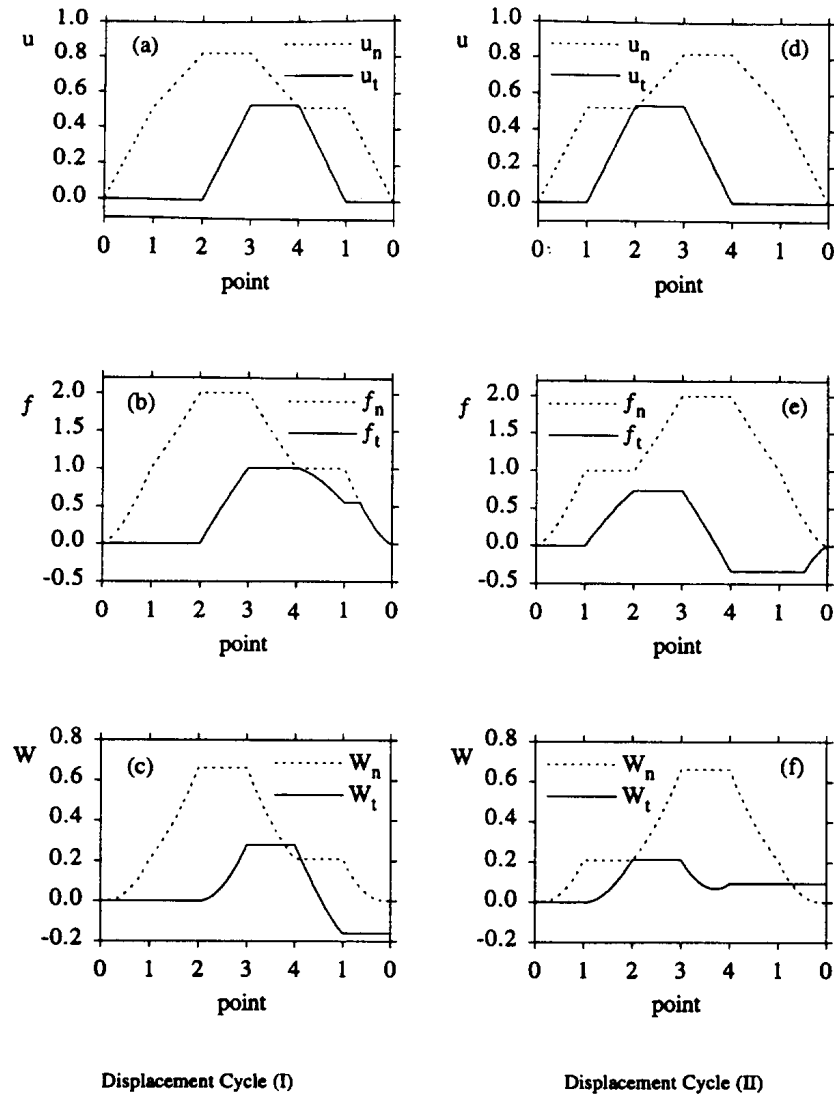 u
1.0
0.8
0.6
0.4
0.2
0.0
(a)
u_n
u_t
0 1 2 3 4 1 0
point
u
1.0
0.8
0.6
0.4
0.2
0.0
(d)
u_n
u_t
0 1 2 3 4 1 0
point
f
2.0
1.5
1.0
0.5
0.0
-0.5
(b)
f_n
f_t
0 1 2 3 4 1 0
point
f
2.0
1.5
1.0
0.5
0.0
-0.5
(e)
f_n
f_t
0 1 2 3 4 1 0
point
W
0.8
0.6
0.4
0.2
0.0
-0.2
(c)
W_n
W_t
0 1 2 3 4 1 0
point
W
0.8
0.6
0.4
0.2
0.0
-0.2
(f)
W_n
W_t
0 1 2 3 4 1 0
point
Displacement Cycle (I)
Displacement Cycle (II)